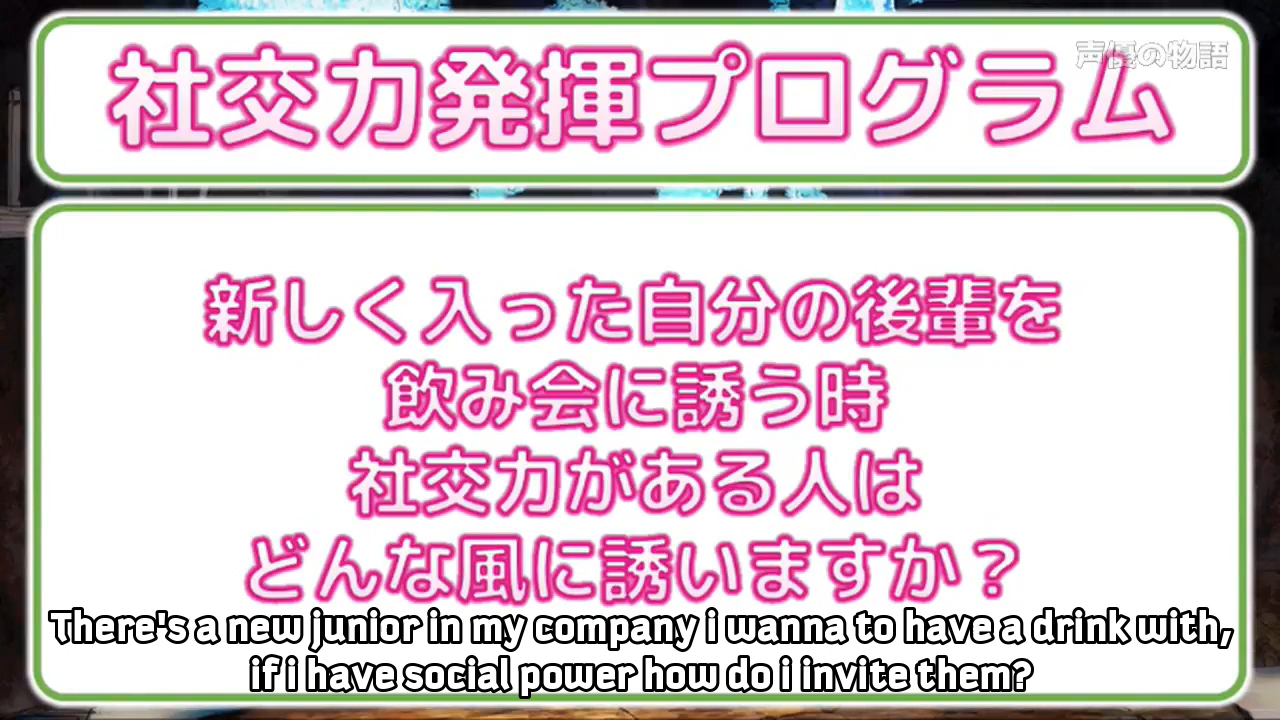 声優の物語
社交力発揮プログラム
新しく入った自分の後輩を
飲み会に誘う時
社交力がある人は
どんな風に誘いますか？
There's a new junior in my company i wanna to have a drink with,
if i have social power how do i invite them?